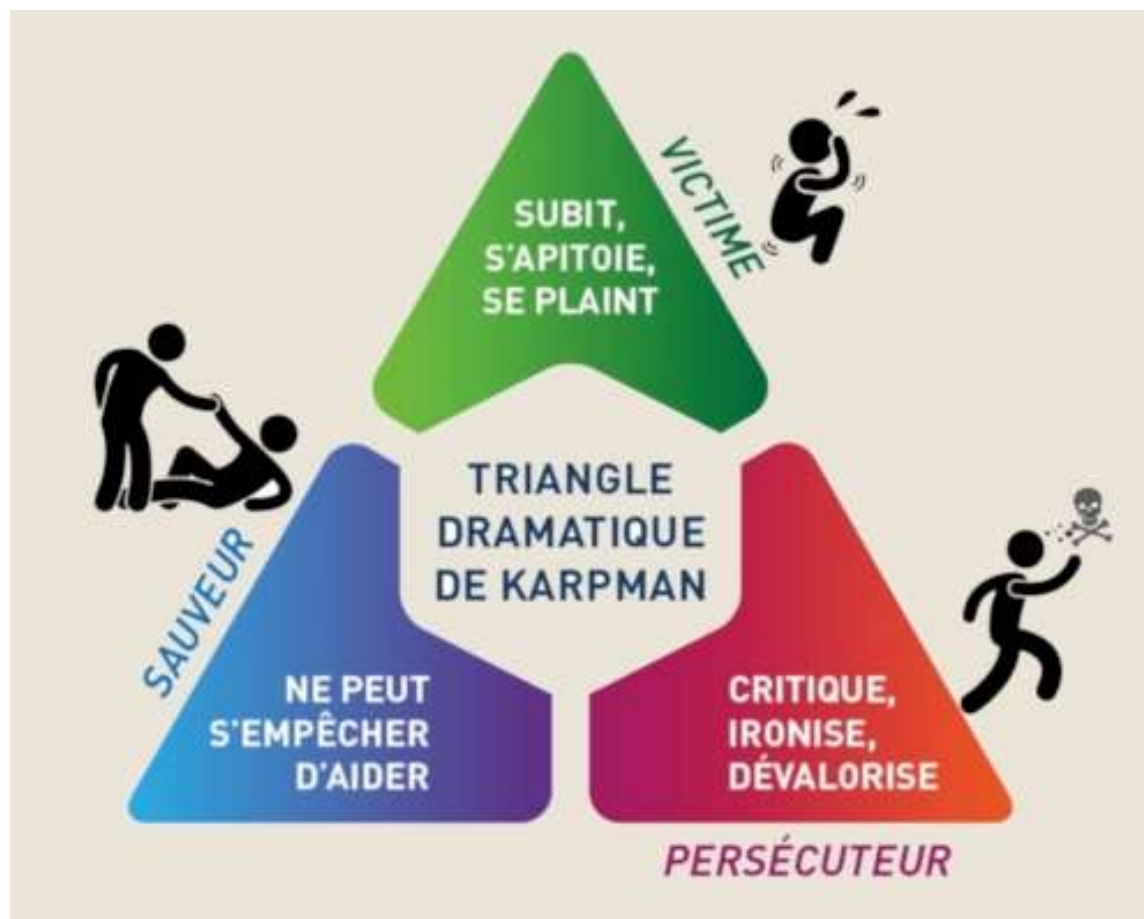 SUBIT,
S'APITOIE,
SE PLAINT
VICTIME
TRIANGLE
DRAMATIQUE
DE KARPMAN
SAUVEUR
NE PEUT
S'EMPÊCHER
D'AIDER
CRITIQUE,
IRONISE,
DÉVALORISE
PERSÉCUTEUR